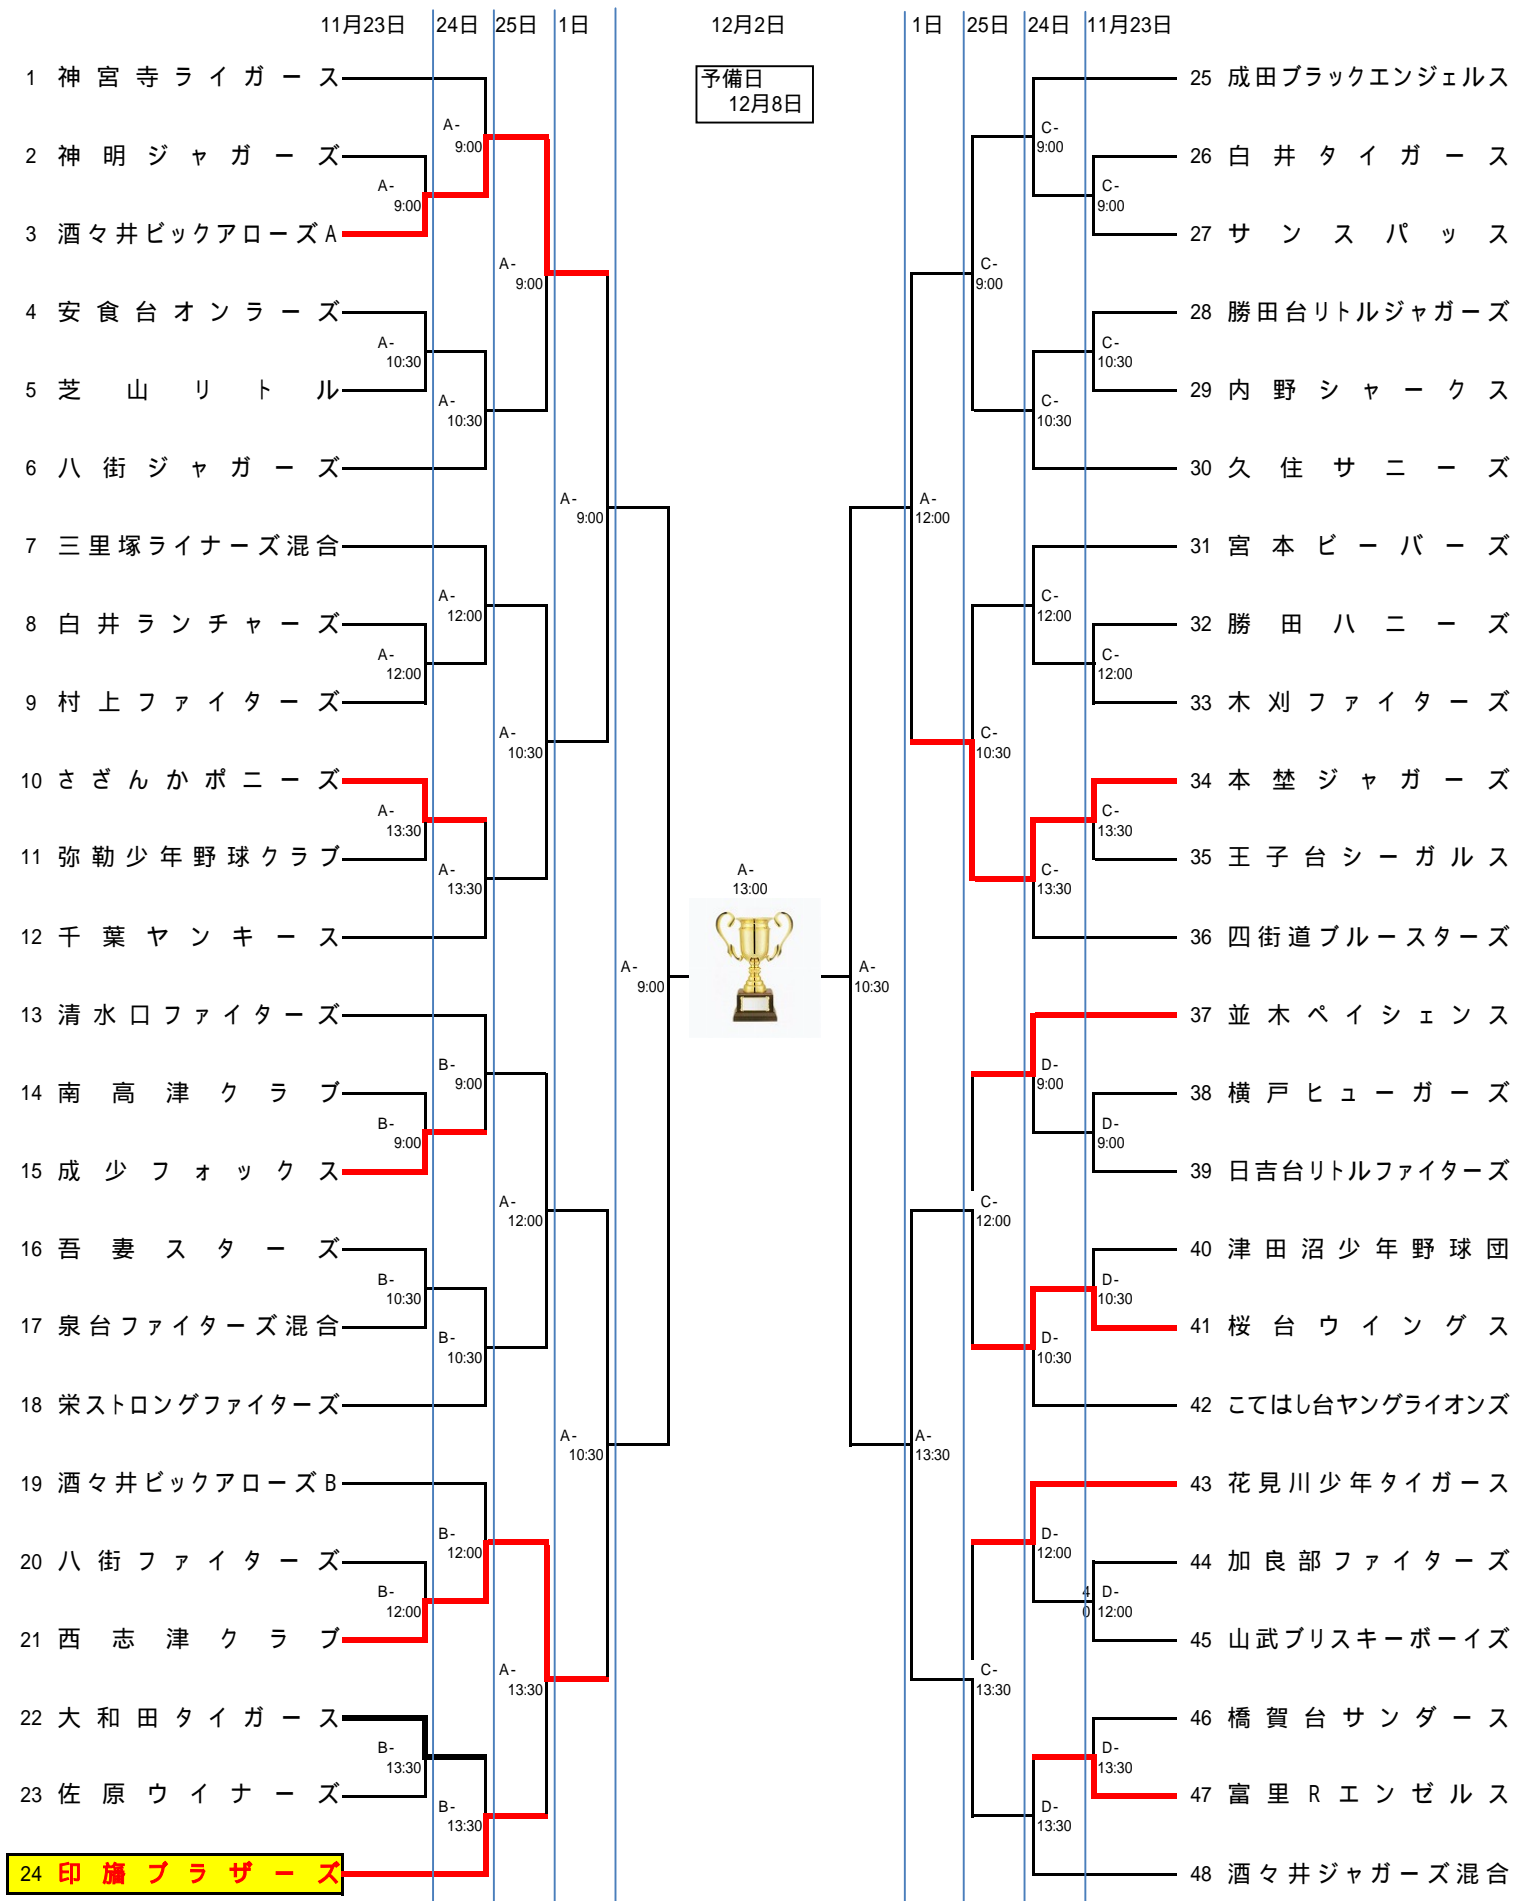 11月23日 24日 25日 1日 12月2日 1日 25日 24日 11月23日
予備日
12月8日
1 神宮寺ライガース
2 神明ジャガーズ
3 酒々井ビックアローズA
4 安食台オンラーズ
5 芝山リトル
6 八街ジャガーズ
7 三里塚ライナーズ混合
8 白井ランチャーズ
9 村上ファイターズ
10 さざんかポニーズ
11 弥勒少年野球クラブ
12 千葉ヤンキース
13 清水口ファイターズ
14 南高津クラブ
15 成少フォックス
16 吾妻スターズ
17 泉台ファイターズ混合
18 栄ストロングファイターズ
19 酒々井ビックアローズB
20 八街ファイターズ
21 西志津クラブ
22 大和田タイガース
23 佐原ウイナーズ
24 印旛ブラザーズ
A-
9:00
A-
10:30
A-
12:00
A-
13:30
B-
9:00
B-
10:30
B-
12:00
B-
13:30
A-
9:00
A-
10:30
A-
12:00
A-
13:30
B-
9:00
B-
10:30
B-
12:00
B-
13:30
A-
9:00
A-
10:30
A-
12:00
A-
13:30
A-
9:00
A-
10:30
A-
9:00
A-
13:00
A-
10:30
A-
12:00
A-
13:30
C-
9:00
C-
10:30
C-
12:00
C-
13:30
C-
9:00
C-
10:30
C-
12:00
C-
13:30
D-
9:00
D-
10:30
D-
12:00
D-
13:30
C-
9:00
C-
10:30
C-
12:00
C-
13:30
D-
9:00
D-
10:30
4 D-
0 12:00
D-
13:30
25 成田ブラックエンジェルス
26 白井タイガース
27 サンスパッス
28 勝田台リトルジャガーズ
29 内野シャークス
30 久住サニーズ
31 宮本ビーバーズ
32 勝田ハニーズ
33 木刈ファイターズ
34 本埜ジャガーズ
35 王子台シーガルス
36 四街道ブルースターズ
37 並木ペイシェンス
38 横戸ヒューガーズ
39 日吉台リトルファイターズ
40 津田沼少年野球団
41 桜台ウイングス
42 こてはし台ヤングライオンズ
43 花見川少年タイガース
44 加良部ファイターズ
45 山武ブリスキーボーイズ
46 橋賀台サンダース
47 富里Rエンゼルス
48 酒々井ジャガーズ混合